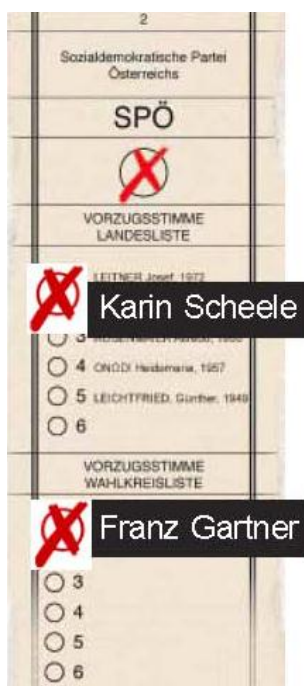 2
Sozialdemokratische Partei
Österreichs
SPÖ
VORZUGSSTIMME
LANDESLISTE
LEITNER Josef, 1972
Karin Scheele
3
4 ONODI Heidemaria, 1957
5 LEICHTFRIED, Günther, 1949
6
VORZUGSSTIMME
WAHLKREISLISTE
Franz Gartner
3
4
5
6